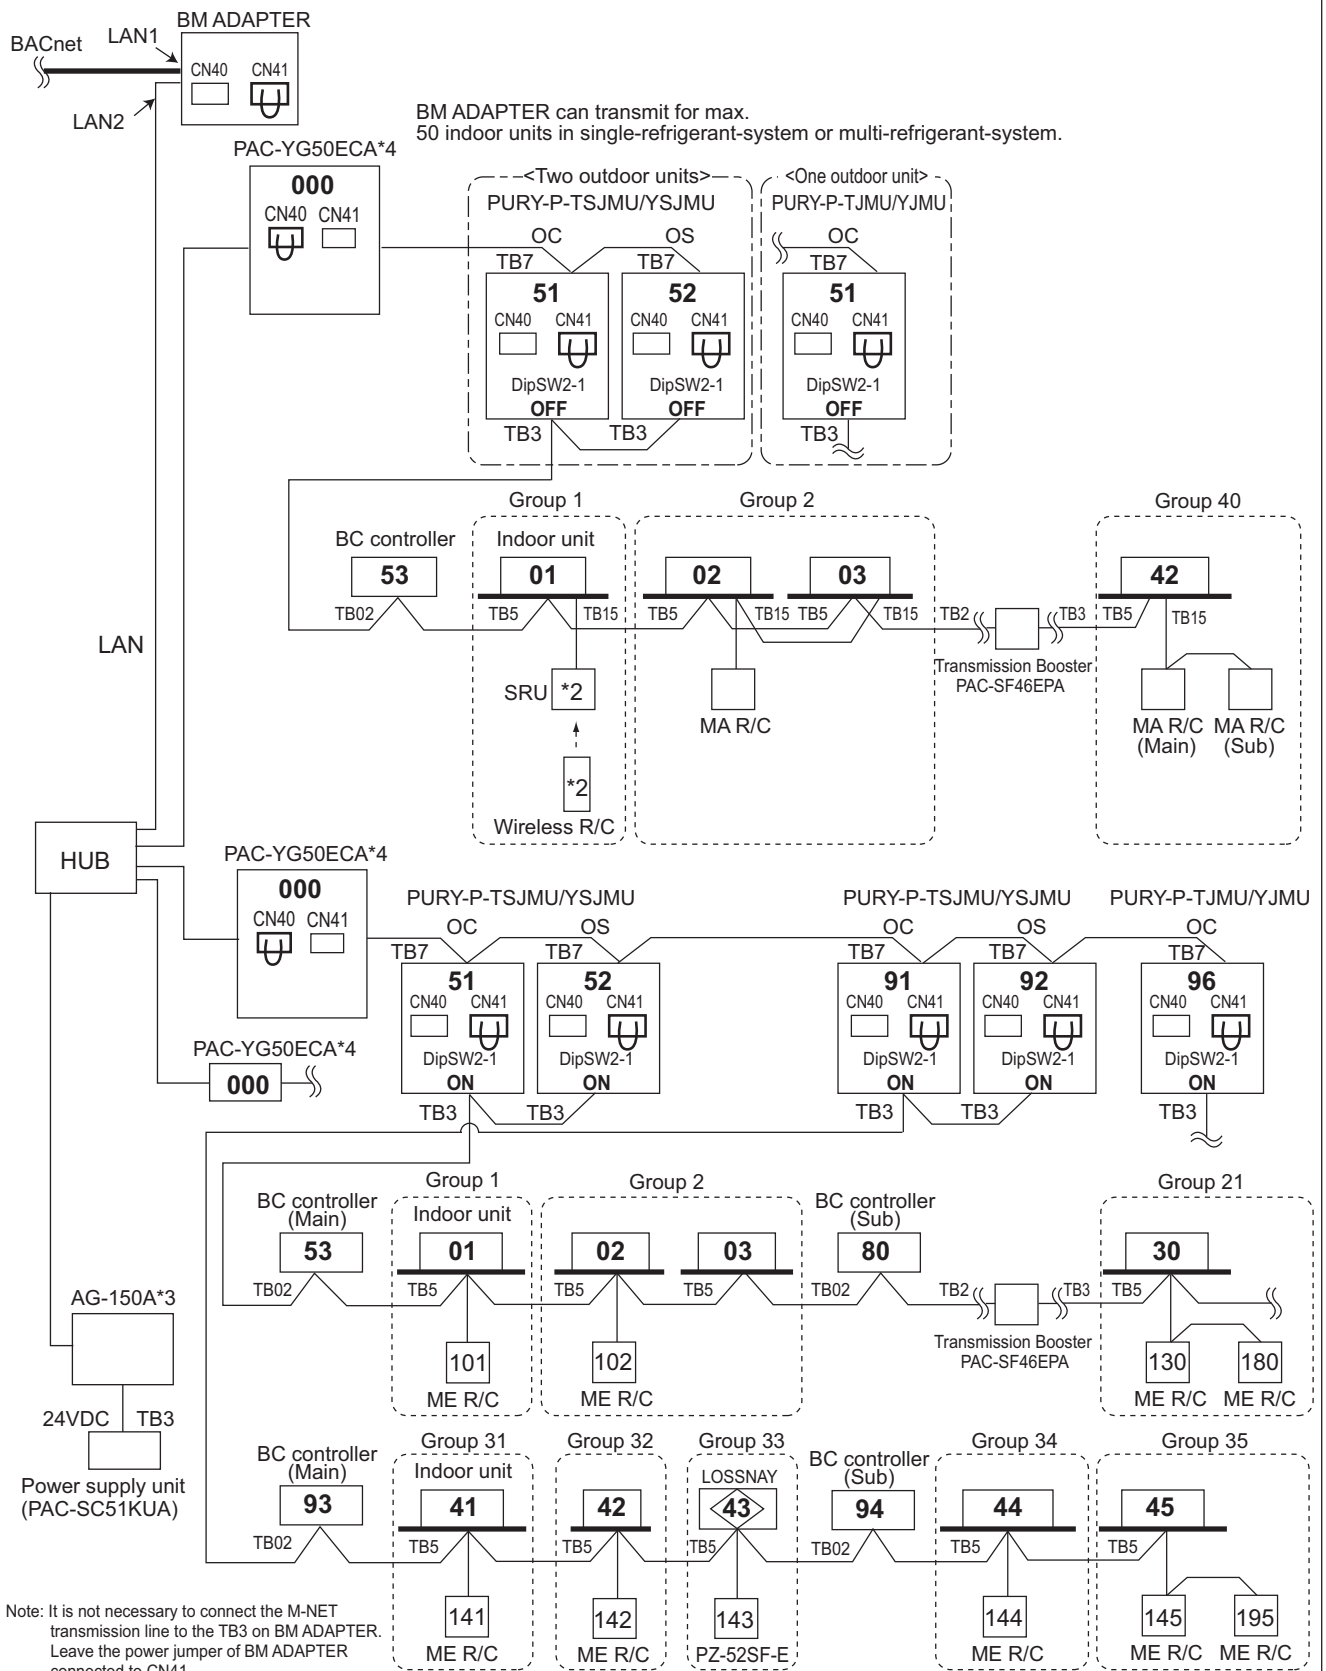 BM ADAPTER
BACnet
LAN1
CN40 CN41
LAN2
BM ADAPTER can transmit for max.
50 indoor units in single-refrigerant-system or multi-refrigerant-system.
PAC-YG50ECA*4
000
CN40 CN41
<Two outdoor units>
PURY-P-TSJMU/YSJMU
<One outdoor unit>
PURY-P-TJMU/YJMU
OC OS OC
TB7 TB7 TB7
51 52 51
CN40 CN41 CN40 CN41 CN40 CN41
DipSW2-1 DipSW2-1 DipSW2-1
OFF OFF OFF
TB3 TB3 TB3
Group 1 Group 2 Group 40
BC controller Indoor unit
53 01 02 03 42
TB02 TB5 TB15 TB5 TB15 TB5 TB15 TB2 TB3 TB5 TB15
LAN
Transmission Booster
PAC-SF46EPA
SRU *2
MA R/C
MA R/C
(Main)
MA R/C
(Sub)
*2
Wireless R/C
HUB
PAC-YG50ECA*4
000
CN40 CN41
PURY-P-TSJMU/YSJMU PURY-P-TSJMU/YSJMU PURY-P-TJMU/YJMU
OC OS OC OS OC
TB7 TB7 TB7 TB7 TB7
51 52 91 92 96
CN40 CN41 CN40 CN41 CN40 CN41 CN40 CN41 CN40 CN41
DipSW2-1 DipSW2-1 DipSW2-1 DipSW2-1 DipSW2-1
ON ON ON ON ON
TB3 TB3 TB3 TB3 TB3
PAC-YG50ECA*4
000
Group 1 Group 2 Group 21
BC controller
(Main)
Indoor unit
BC controller
(Sub)
53 01 02 03 80 30
TB02 TB5 TB5 TB5 TB02 TB2 TB3 TB5
Transmission Booster
PAC-SF46EPA
101 102 130 180
ME R/C ME R/C ME R/C ME R/C
AG-150A*3
24VDC TB3
Power supply unit
(PAC-SC51KUA)
Group 31 Group 32 Group 33 Group 34 Group 35
BC controller
(Main)
Indoor unit
LOSSNAY
BC controller
(Sub)
93 41 42 43 94 44 45
TB02 TB5 TB5 TB5 TB02 TB5 TB5
141 142 143 144 145 195
ME R/C ME R/C PZ-52SF-E ME R/C ME R/C ME R/C
Note: It is not necessary to connect the M-NET
transmission line to the TB3 on BM ADAPTER.
Leave the power jumper of BM ADAPTER
connected to CN41